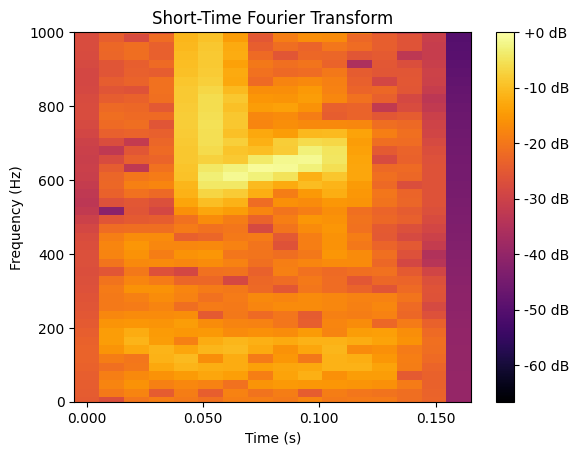 Short-Time Fourier Transform
1000
800
600
400
200
0
Frequency (Hz)
0.000
0.050
0.100
0.150
Time (s)
+0 dB
-10 dB
-20 dB
-30 dB
-40 dB
-50 dB
-60 dB